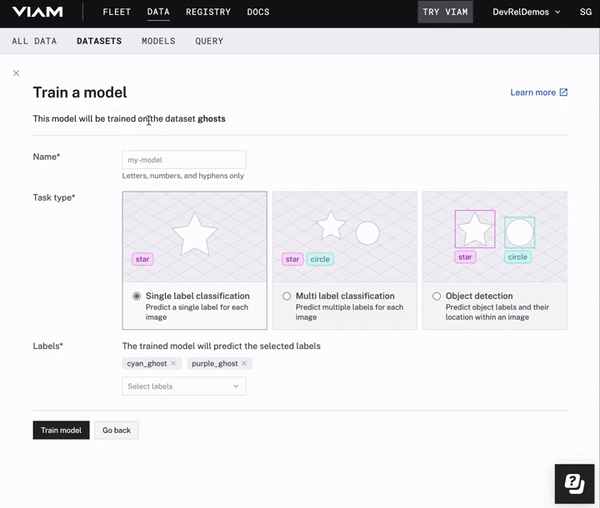 VIAM FLEET DATA REGISTRY DOCS TRY VIAM DevRelDemos SG
ALL DATA DATASETS MODELS QUERY
Train a model
Learn more
This model will be trained on the dataset ghosts
Name*
my-model
Letters, numbers, and hyphens only
Task type*
star
star circle
star circle
Single label classification
Predict a single label for each
image
Multi label classification
Predict multiple labels for each
image
Object detection
Predict object labels and their
location within an image
Labels*
The trained model will predict the selected labels
cyan_ghost × purple_ghost ×
Select labels
Train model Go back
?